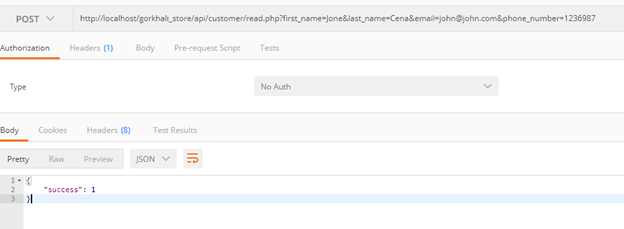 POST http://localhost/gorkhali_store/api/customer/read.php?first_name=Jone&last_name=Cena&email=john@john.com&phone_number=1236987
Authorization Headers (1) Body Pre-request Script Tests
Type No Auth
Body Cookies Headers (8) Test Results
Pretty Raw Preview JSON
1 {
2 "success": 1
3 }